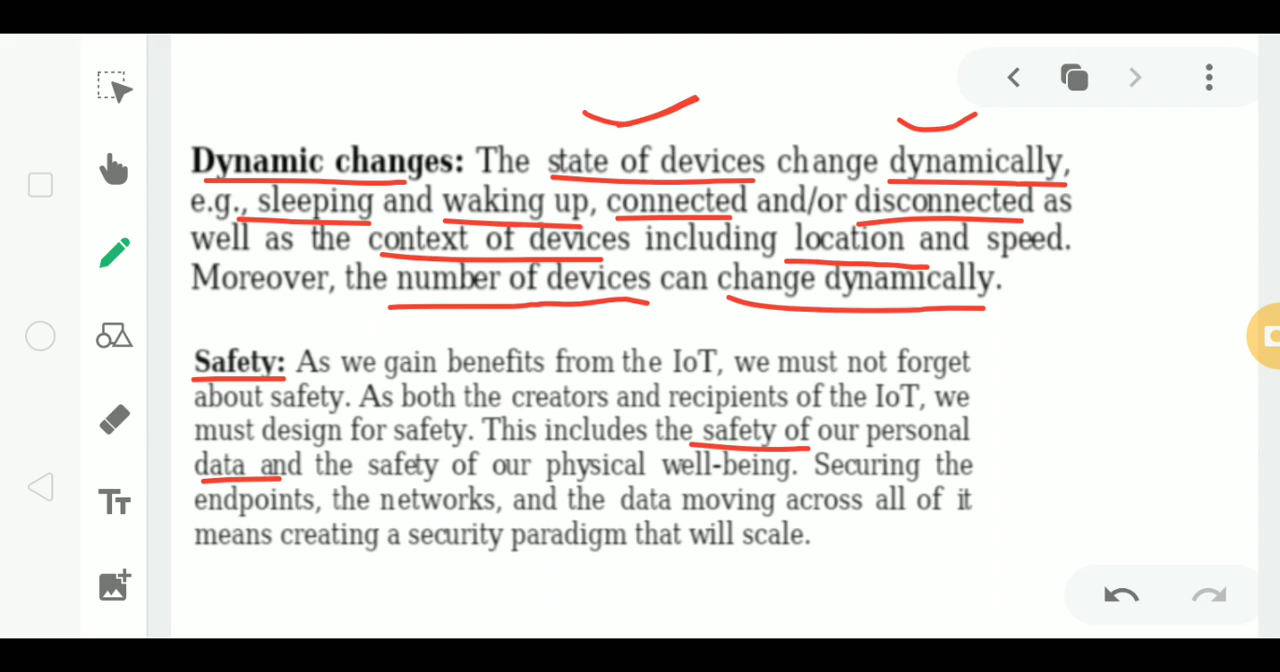 Dynamic changes: The state of devices change dynamically,
e.g., sleeping and waking up, connected and/or disconnected as
well as the context of devices including location and speed.
Moreover, the number of devices can change dynamically.
Safety: As we gain benefits from the IoT, we must not forget
about safety. As both the creators and recipients of the IoT, we
must design for safety. This includes the safety of our personal
data and the safety of our physical well-being. Securing the
endpoints, the networks, and the data moving across all of it
means creating a security paradigm that will scale.
TT